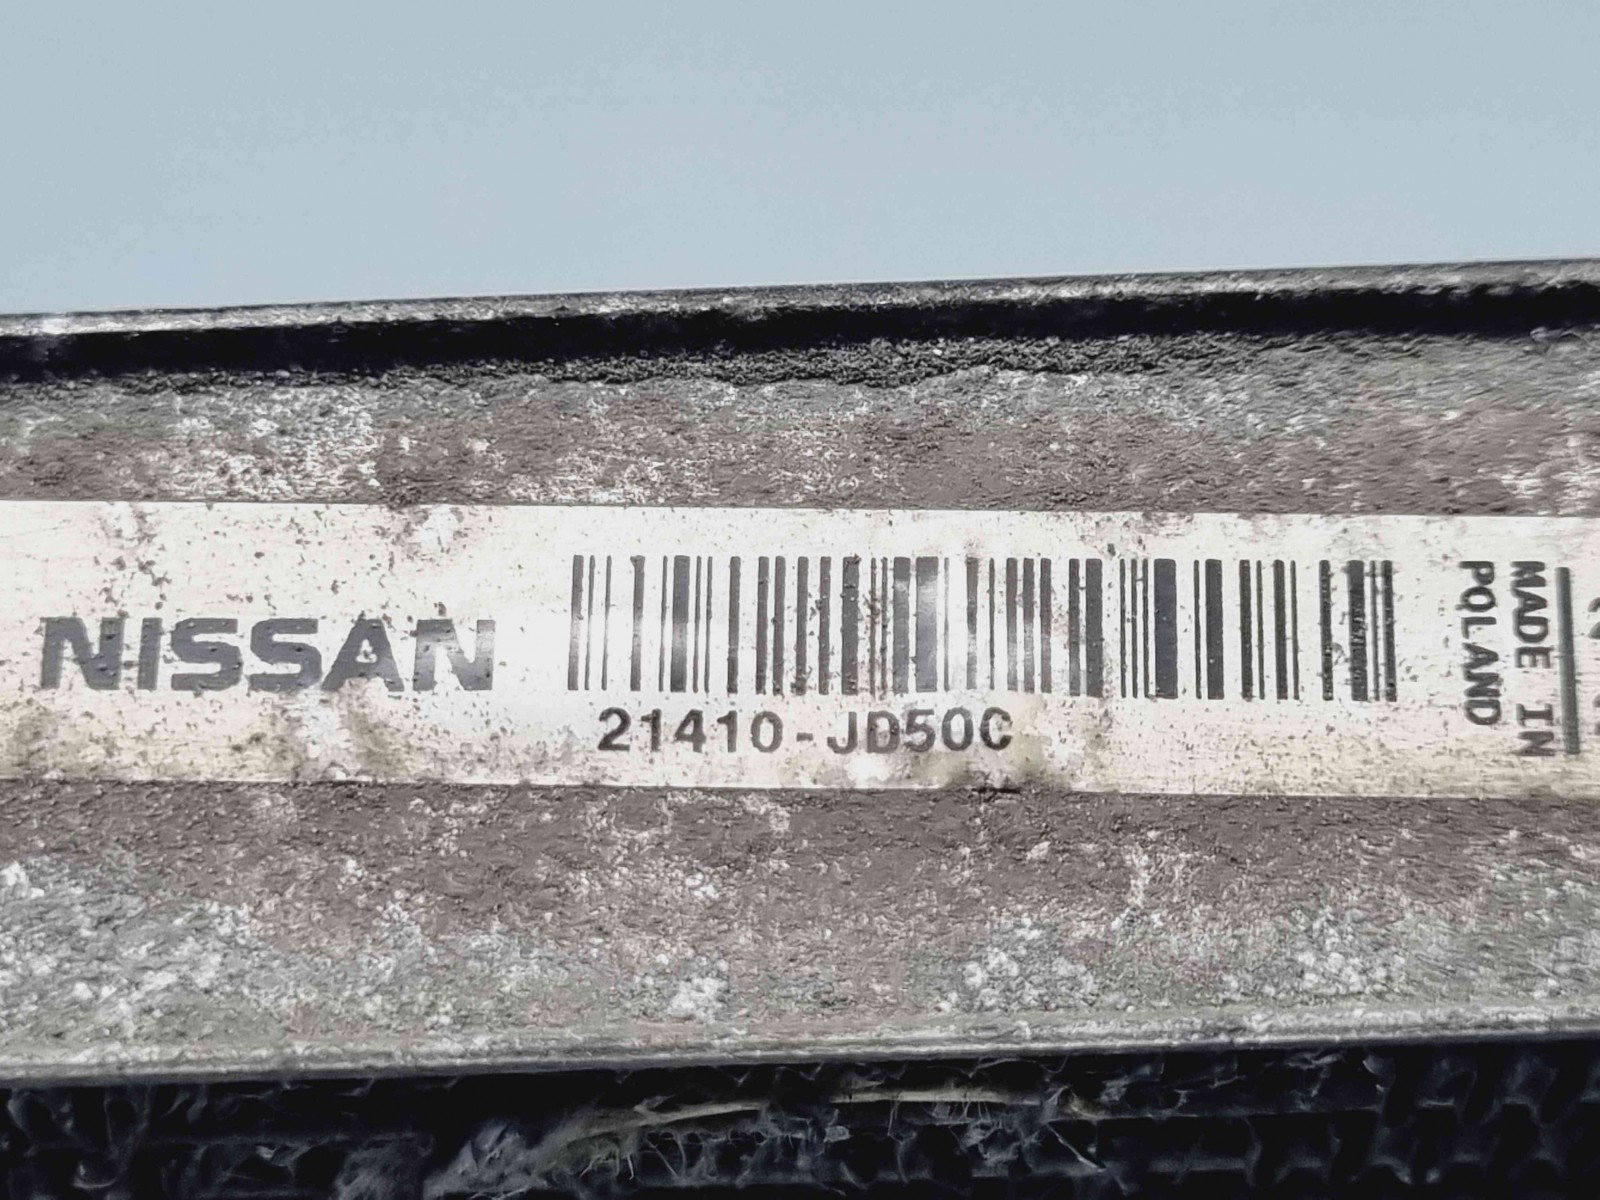 NISSAN
21410-JD50C
MADE IN
POLAND